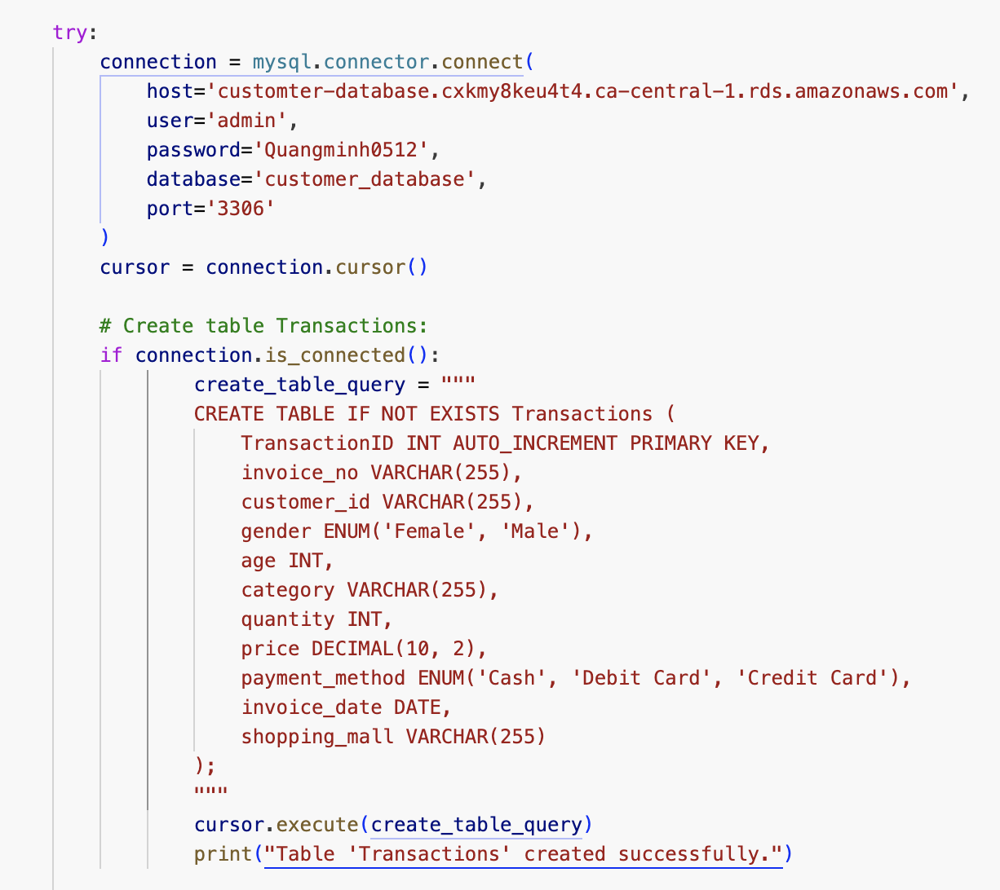 try:
connection = mysql.connector.connect(
host='customter-database.cxkmy8keu4t4.ca-central-1.rds.amazonaws.com',
user='admin',
password='Quangminh0512',
database='customer_database',
port='3306'
)
cursor = connection.cursor()
# Create table Transactions:
if connection.is_connected():
create_table_query = """
CREATE TABLE IF NOT EXISTS Transactions (
TransactionID INT AUTO_INCREMENT PRIMARY KEY,
invoice_no VARCHAR(255),
customer_id VARCHAR(255),
gender ENUM('Female', 'Male'),
age INT,
category VARCHAR(255),
quantity INT,
price DECIMAL(10, 2),
payment_method ENUM('Cash', 'Debit Card', 'Credit Card'),
invoice_date DATE,
shopping_mall VARCHAR(255)
);
"""
cursor.execute(create_table_query)
print("Table 'Transactions' created successfully.")